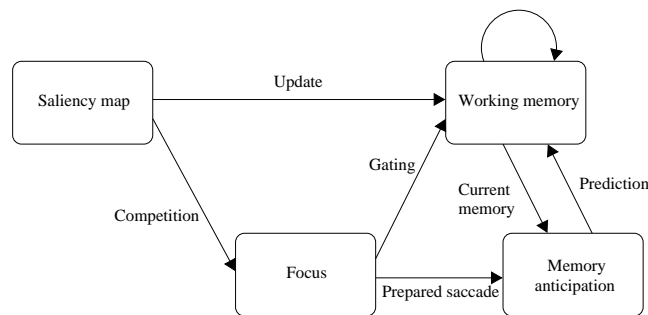 Update
Saliency map
Working memory
Gating
Prediction
Current
memory
Competition
Focus
Memory
anticipation
Prepared saccade